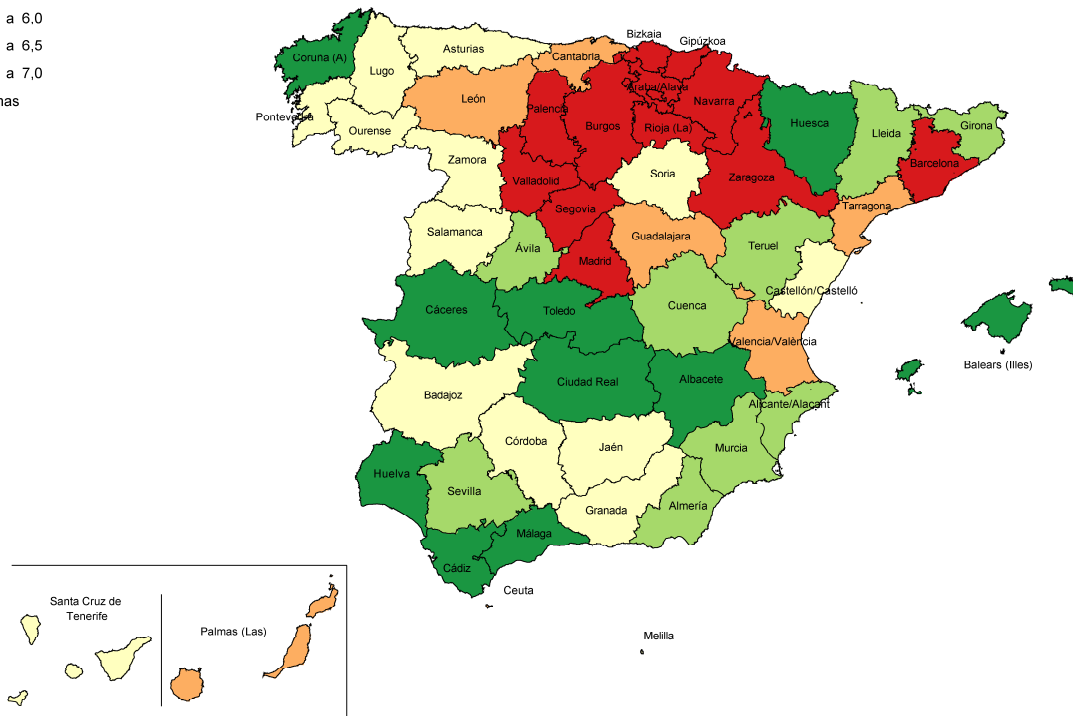 a 6.0
a 6,5
a 7,0
nas
Bizkaia
Gipúzkoa
Asturias
Cantabria
Coruña (A)
Lugo
León
Araba/Alava
Palencia
Navarra
Pontevedra
Ourense
Burgos
Rioja (La)
Huesca
Lleida
Girona
Barcelona
Zamora
Valladolid
Soria
Zaragoza
Segovia
Tarragona
Salamanca
Ávila
Guadalajara
Teruel
Madrid
Castellón/Castelló
Cáceres
Toledo
Cuenca
Valencia/València
Balears (Illes)
Badajoz
Ciudad Real
Albacete
Alicante/Alacant
Córdoba
Jaén
Murcia
Huelva
Sevilla
Granada
Almería
Málaga
Cádiz
Ceuta
Melilla
Santa Cruz de
Tenerife
Palmas (Las)